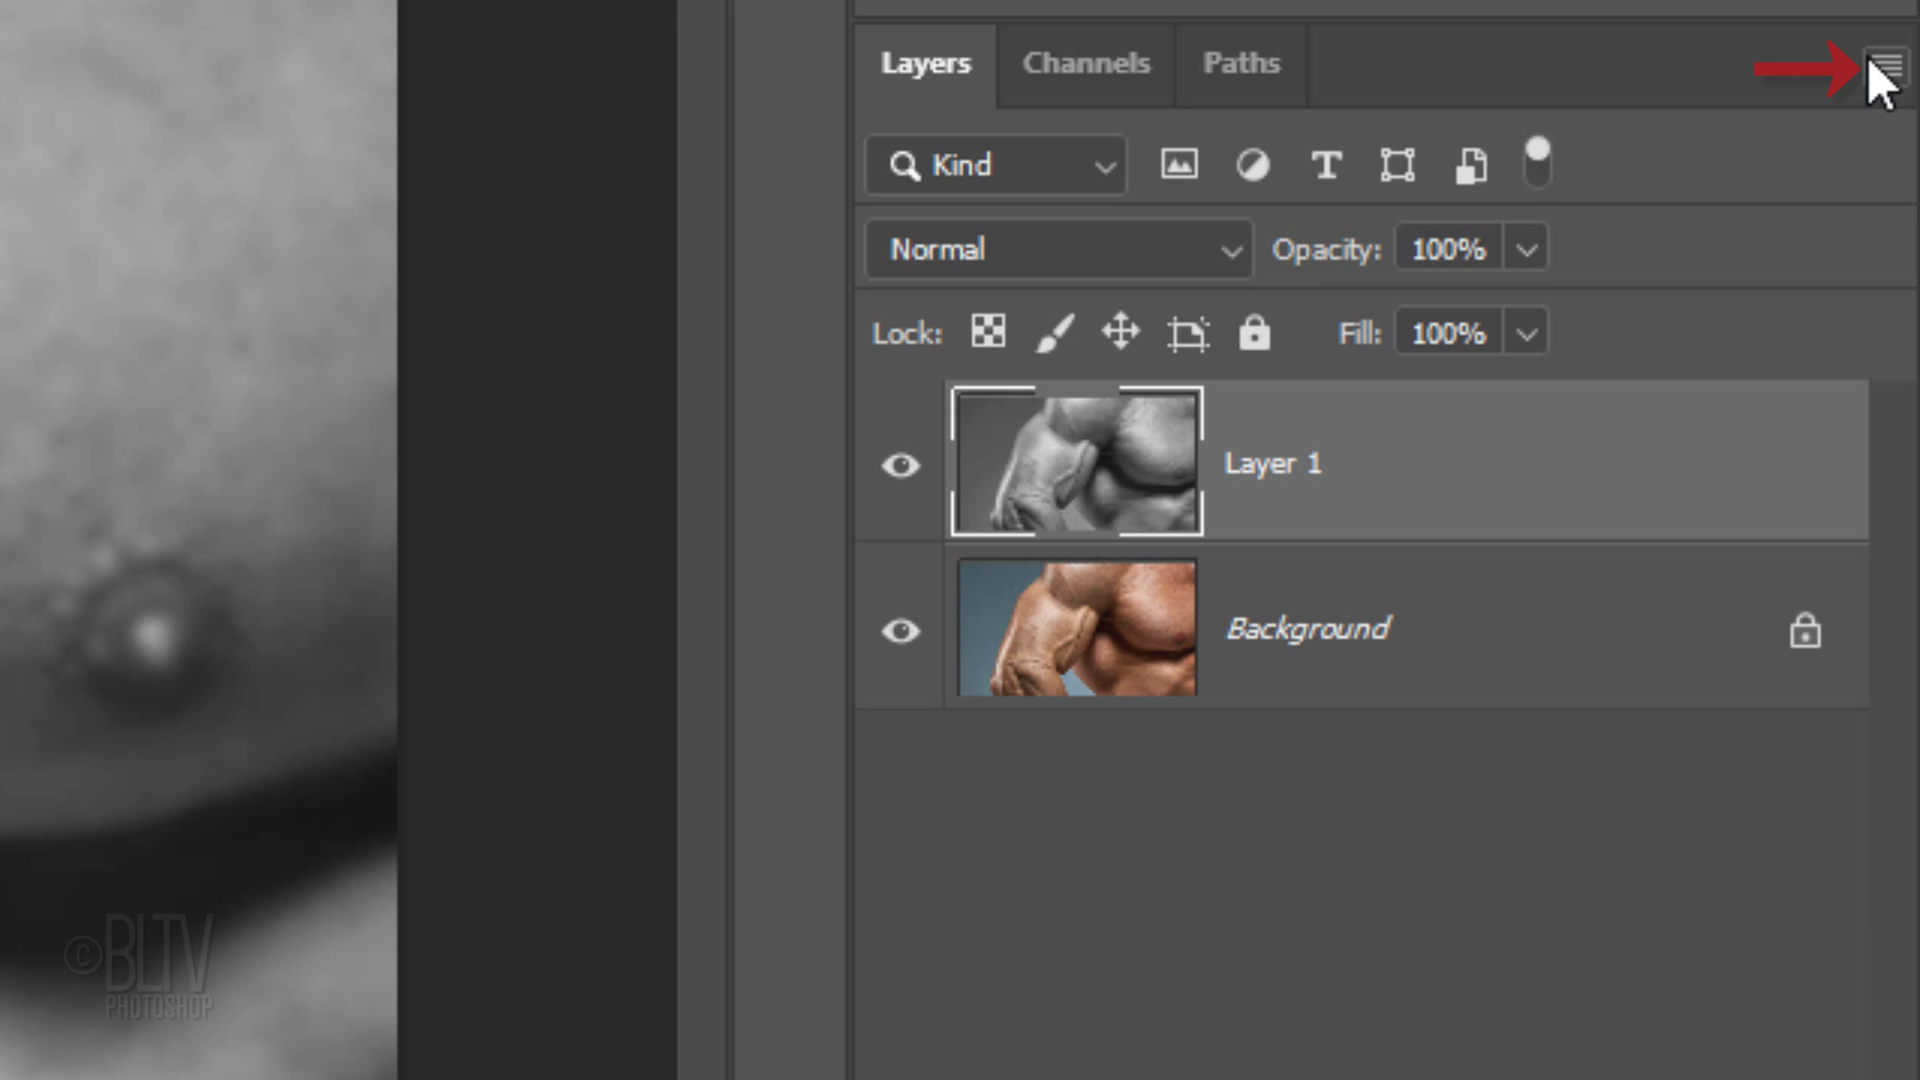 Layers Channels Paths
Kind
Normal Opacity: 100%
Lock: Fill: 100%
Layer 1
Background
©BLTV
PHOTOSHOP